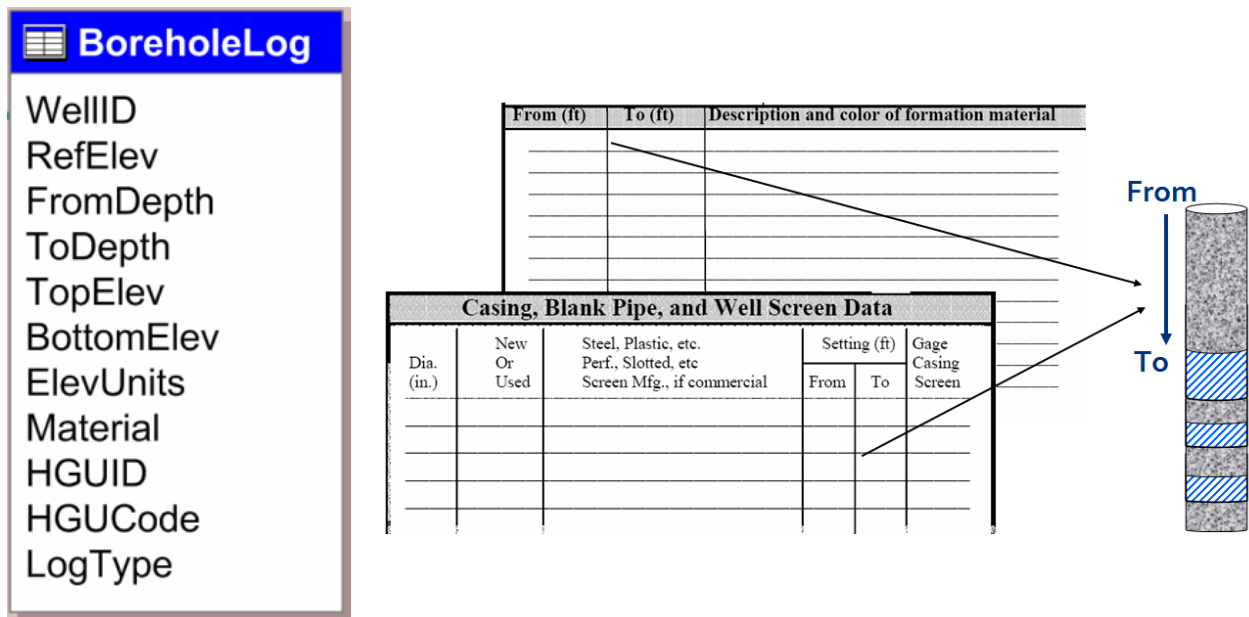 BoreholeLog
WellID
RefElev
FromDepth
ToDepth
TopElev
BottomElev
ElevUnits
Material
HGUID
HGUCode
LogType
From (ft) To (ft) Description and color of formation material
Casing, Blank Pipe, and Well Screen Data
Dia.
(in.)
New
Or
Used
Steel, Plastic, etc.
Perf., Slotted, etc
Screen Mfg., if commercial
Setting (ft)
From To
Gage
Casing
Screen
From
To